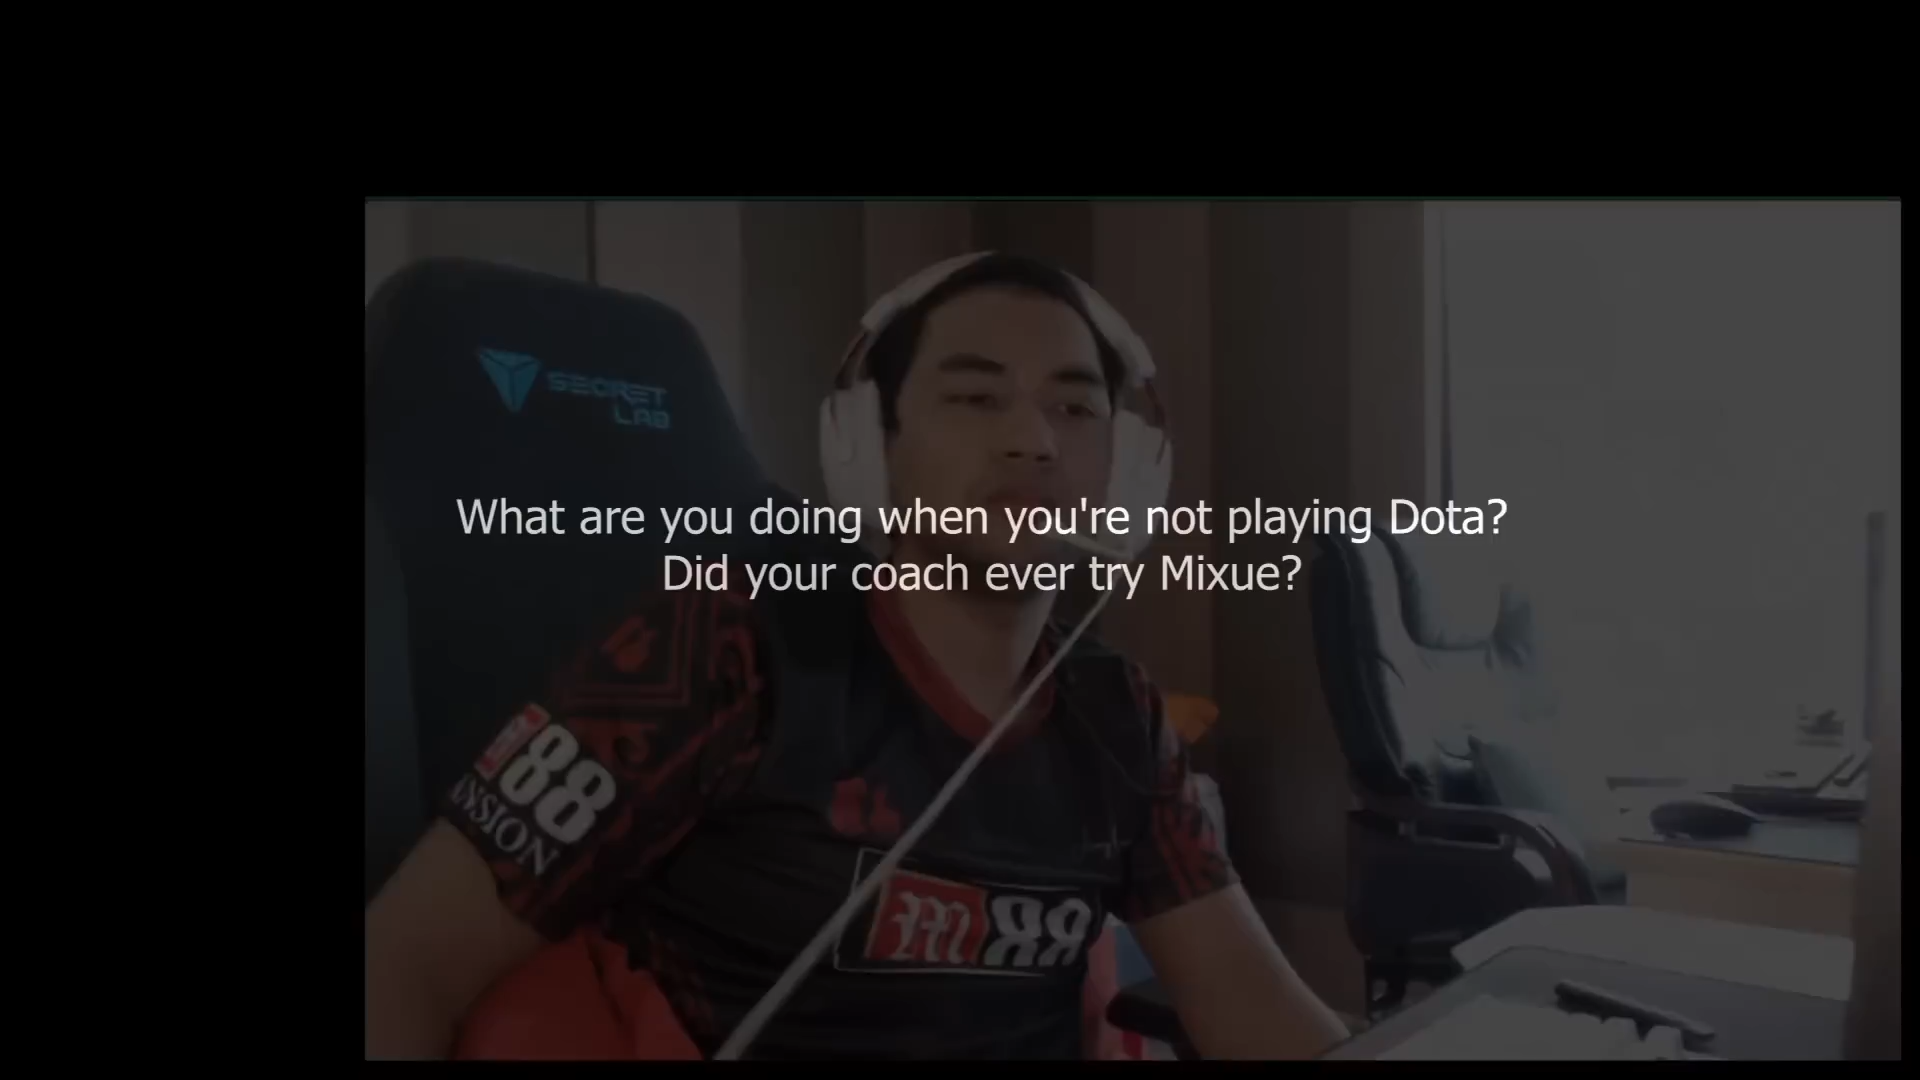 SECRET
LAB
What are you doing when you're not playing Dota?
Did your coach ever try Mixue?
88
NSION
M88